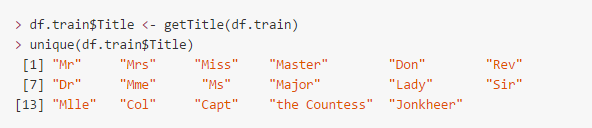 > df.train$Title <- getTitle(df.train)
> unique(df.train$Title)
[1] "Mr" "Mrs" "Miss" "Master" "Don" "Rev"
[7] "Dr" "Mme" "Ms" "Major" "Lady" "Sir"
[13] "Mlle" "Col" "Capt" "the Countess" "Jonkheer"